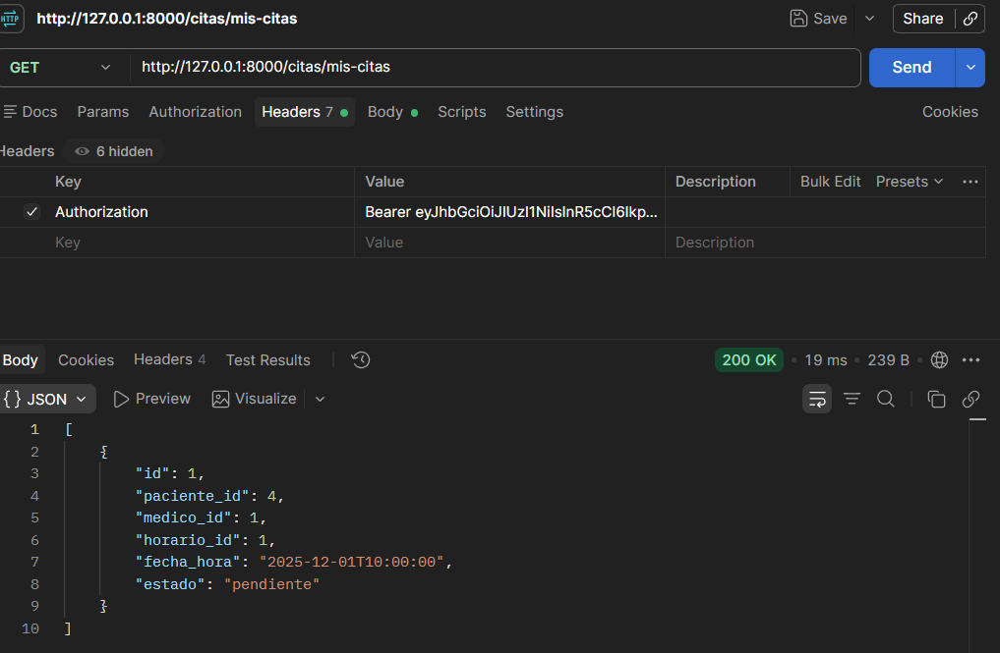 HTTP http://127.0.0.1:8000/citas/mis-citas Save Share
GET http://127.0.0.1:8000/citas/mis-citas Send
Docs Params Authorization Headers 7 Body Scripts Settings Cookies
Headers 6 hidden
Key Value Description Bulk Edit Presets
Authorization Bearer eyJhbGciOiJIUzI1NiIsInR5cCI6Ikp...
Key Value Description
Body Cookies Headers 4 Test Results 200 OK 19 ms 239 B
{} JSON Preview Visualize
1 [
2 {
3 "id": 1,
4 "paciente_id": 4,
5 "medico_id": 1,
6 "horario_id": 1,
7 "fecha_hora": "2025-12-01T10:00:00",
8 "estado": "pendiente"
9 }
10 ]